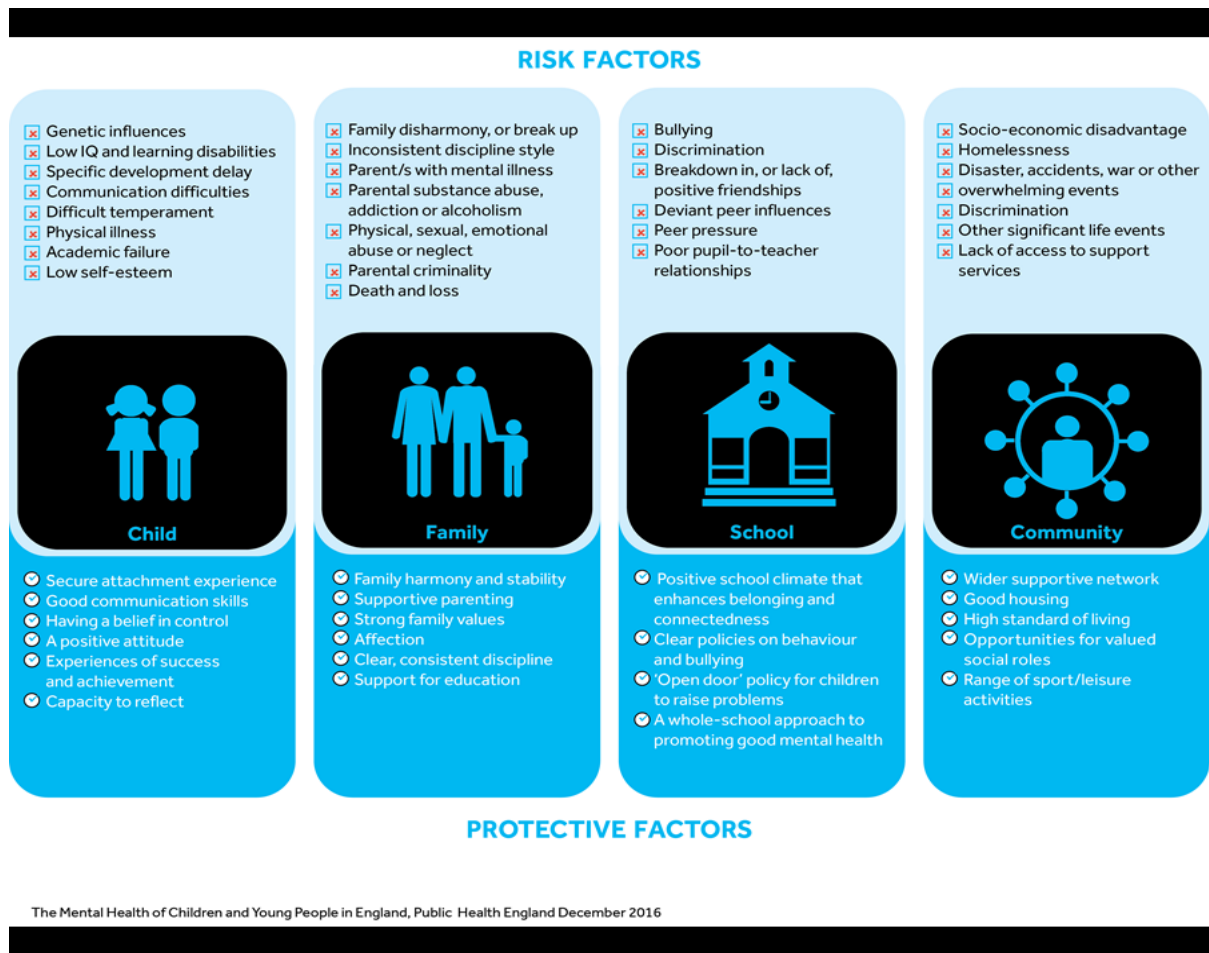 RISK FACTORS
Genetic influences
Low IQ and learning disabilities
Specific development delay
Communication difficulties
Difficult temperament
Physical illness
Academic failure
Low self-esteem
Child
Secure attachment experience
Good communication skills
Having a belief in control
A positive attitude
Experiences of success
and achievement
Capacity to reflect
Family disharmony, or break up
Inconsistent discipline style
Parent/s with mental illness
Parental substance abuse,
addiction or alcoholism
Physical, sexual, emotional
abuse or neglect
Parental criminality
Death and loss
Family
Family harmony and stability
Supportive parenting
Strong family values
Affection
Clear, consistent discipline
Support for education
Bullying
Discrimination
Breakdown in, or lack of,
positive friendships
Deviant peer influences
Peer pressure
Poor pupil-to-teacher
relationships
School
Positive school climate that
enhances belonging and
connectedness
Clear policies on behaviour
and bullying
'Open door' policy for children
to raise problems
A whole-school approach to
promoting good mental health
Socio-economic disadvantage
Homelessness
Disaster, accidents, war or other
overwhelming events
Discrimination
Other significant life events
Lack of access to support
services
Community
Wider supportive network
Good housing
High standard of living
Opportunities for valued
social roles
Range of sport/leisure
activities
PROTECTIVE FACTORS
The Mental Health of Children and Young People in England, Public Health England December 2016